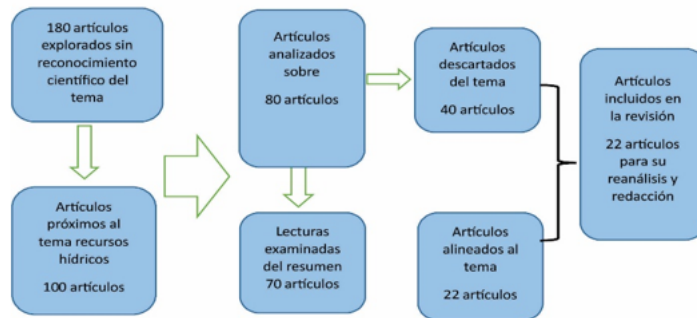 180 artículos
explorados sin
reconocimiento
científico del
tema
Artículos
próximos al
tema recursos
hídricos
100 artículos
Artículos
analizados sobre
80 artículos
Lecturas
examinadas
del resumen
70 artículos
Artículos
descartados
del tema
40 artículos
Artículos
alineados al
tema
22 artículos
Artículos
incluidos en
la revisión
22 artículos
para su
reanálisis y
redacción